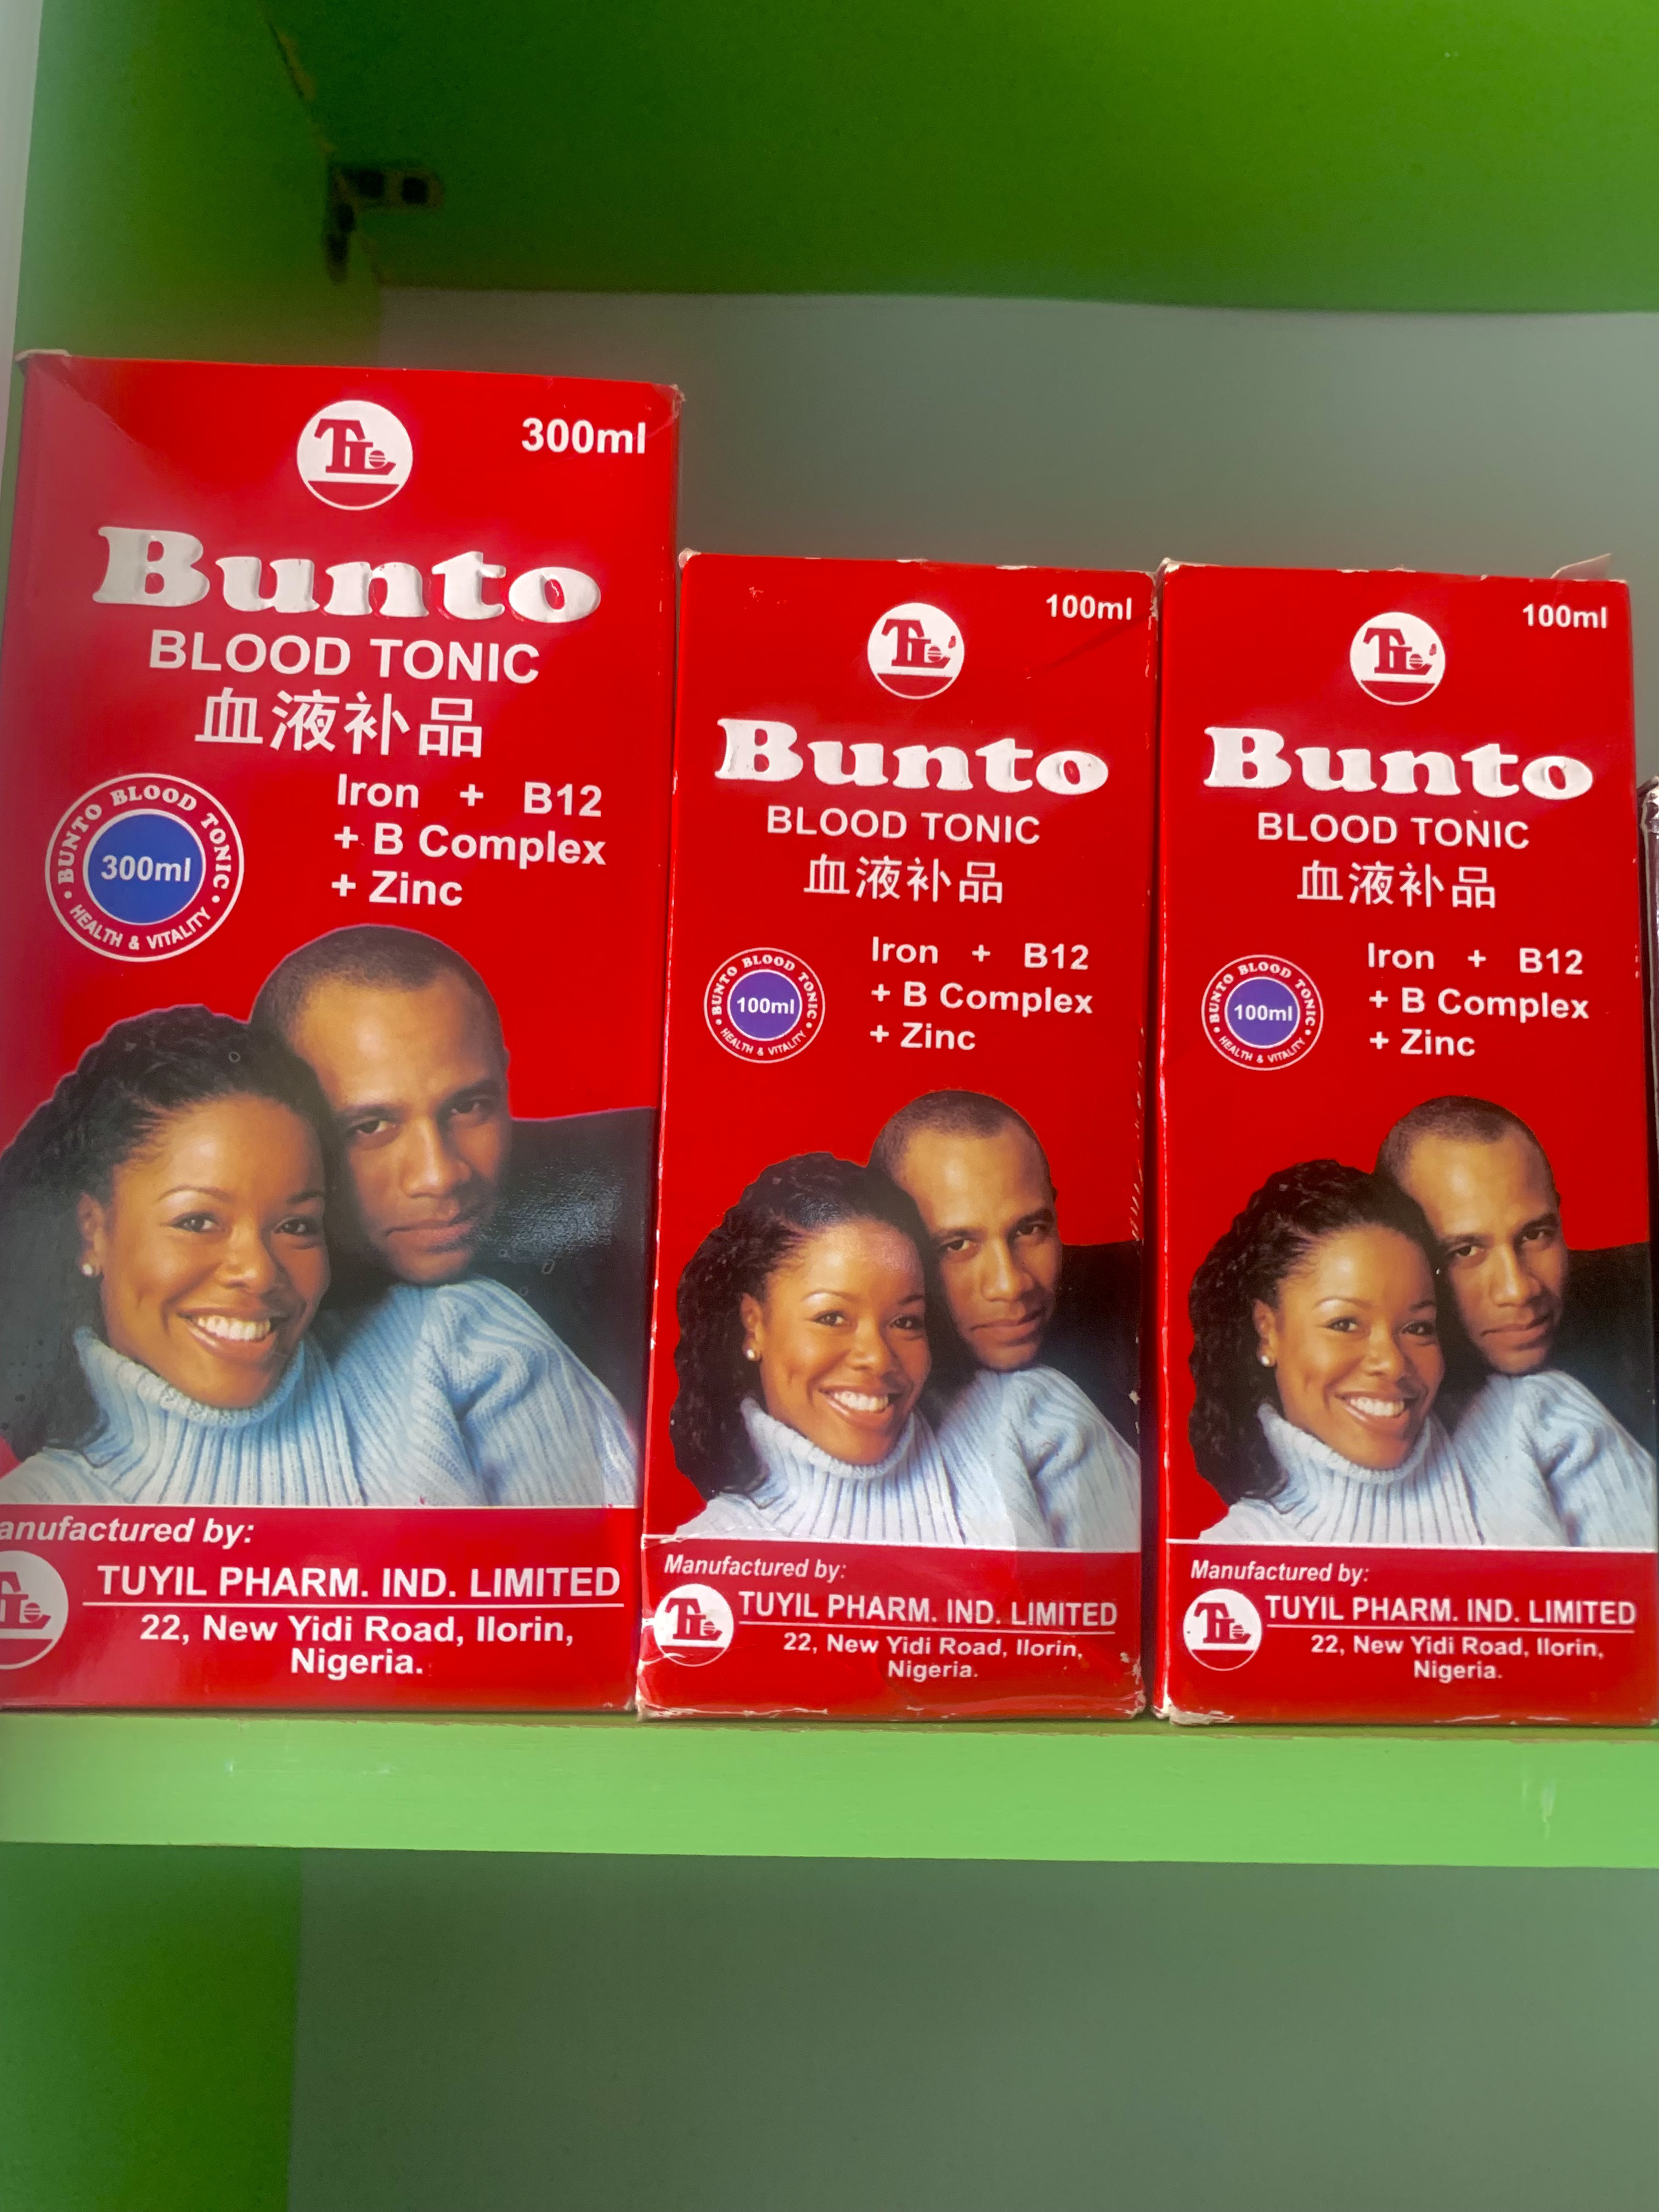 300ml
Bunto
BLOOD TONIC
血液补品
BUNTO BLOOD TONIC
300ml
• HEALTH & VITALITY •
Iron + B12
+ B Complex
+ Zinc
anufactured by:
TUYIL PHARM. IND. LIMITED
22, New Yidi Road, Ilorin,
Nigeria.
100ml
Bunto
BLOOD TONIC
血液补品
BUNTO BLOOD TONIC
100ml
• HEALTH & VITALITY •
Iron + B12
+ B Complex
+ Zinc
Manufactured by:
TUYIL PHARM. IND. LIMITED
22, New Yidi Road, Ilorin,
Nigeria.
100ml
Bunto
BLOOD TONIC
血液补品
BUNTO BLOOD TONIC
100ml
• HEALTH & VITALITY •
Iron + B12
+ B Complex
+ Zinc
Manufactured by:
TUYIL PHARM. IND. LIMITED
22, New Yidi Road, Ilorin,
Nigeria.